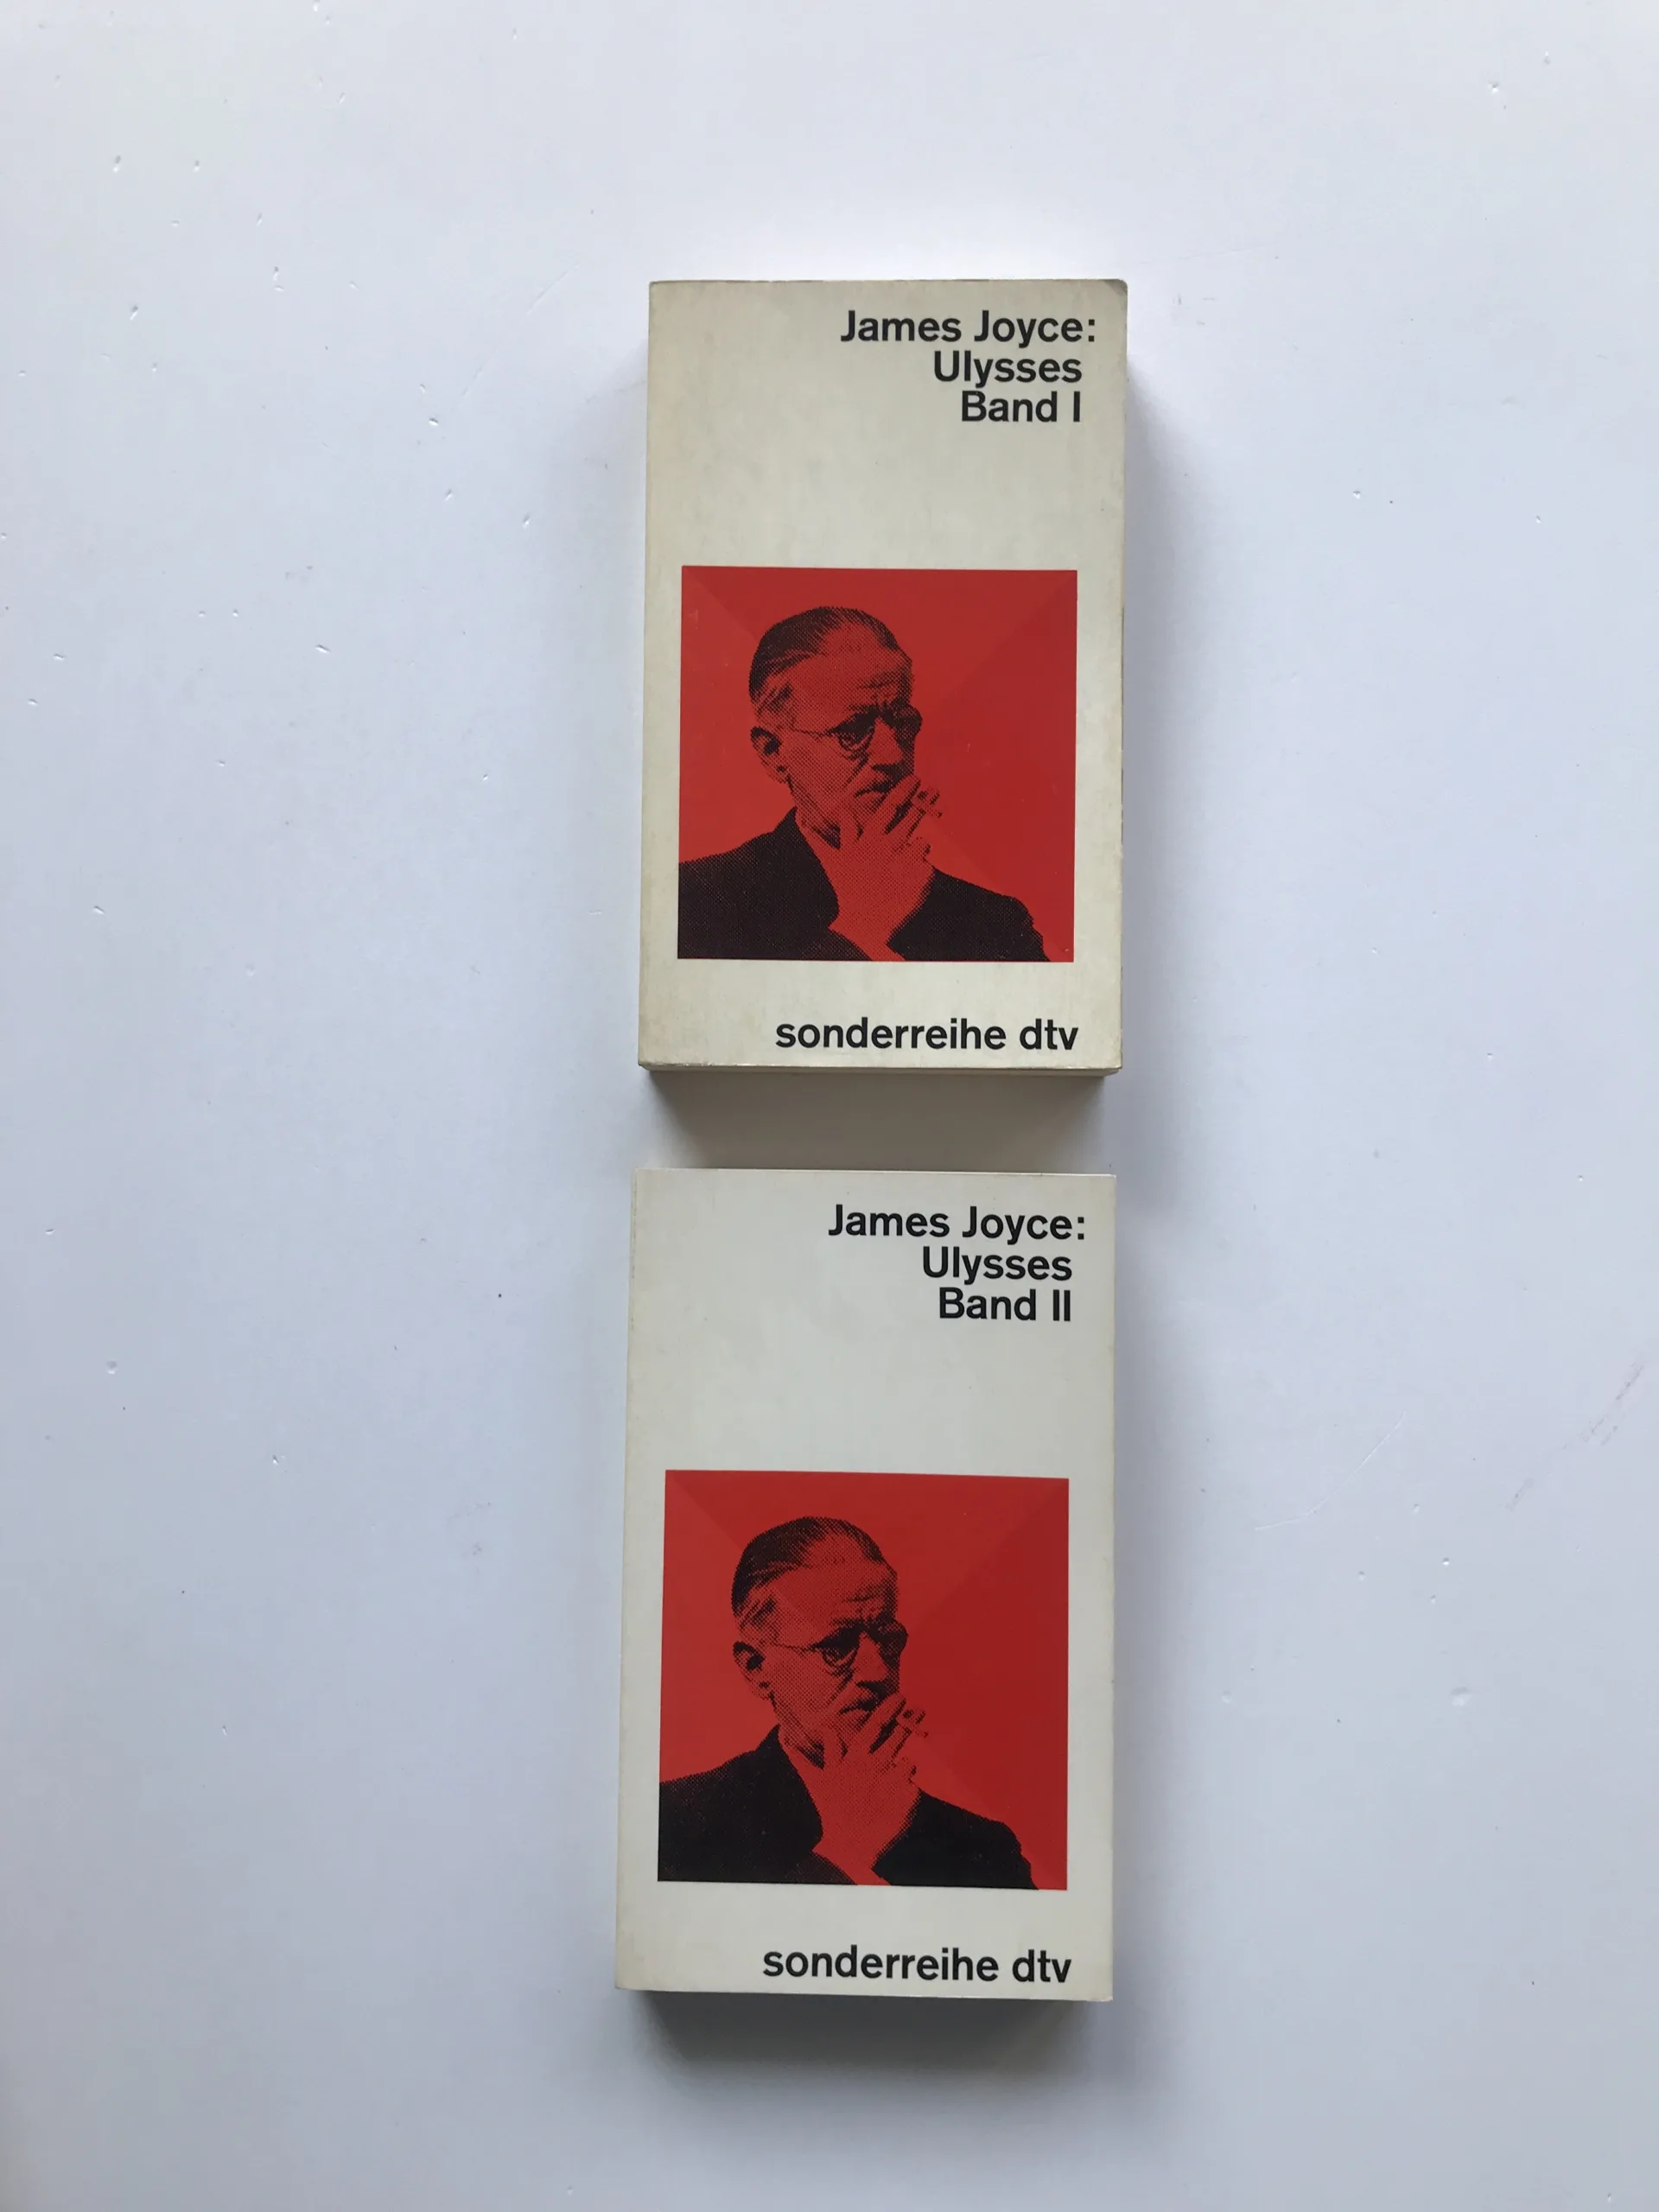 James Joyce:
Ulysses
Band I
sonderreihe dtv
James Joyce:
Ulysses
Band II
sonderreihe dtv